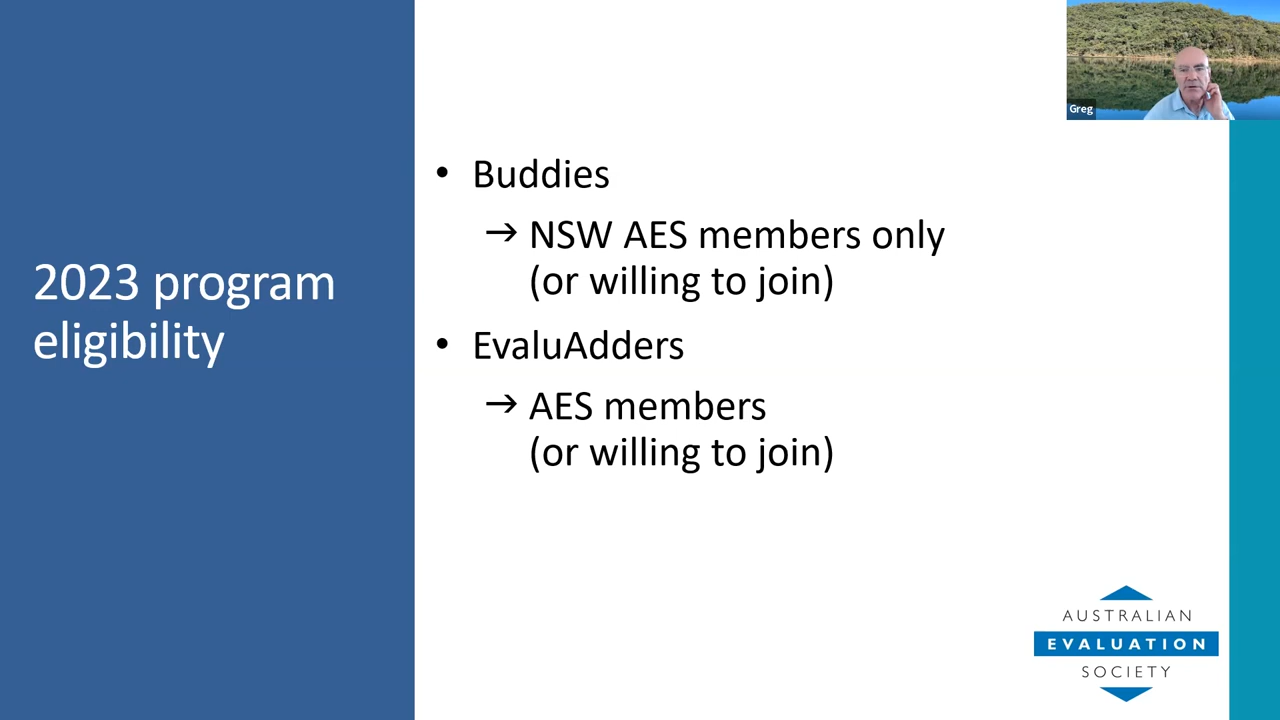 Greg
2023 program
eligibility
• Buddies
→ NSW AES members only
(or willing to join)
• EvaluAdders
→ AES members
(or willing to join)
AUSTRALIAN
EVALUATION
SOCIETY